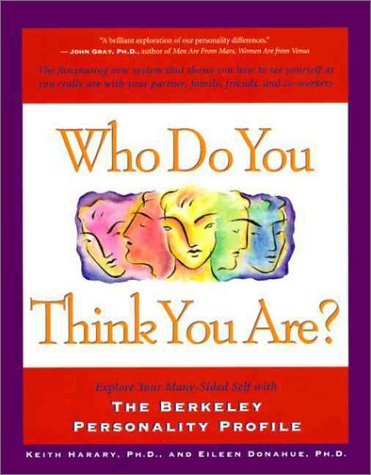 "A brilliant exploration of our personality differences."
— JOHN GRAY, PH.D., author of Men Are From Mars, Women Are from Venus
The fascinating new system that shows you how to see yourself as
you really are with your partner, family, friends, and co-workers
Who Do You
Think You Are?
Explore Your Many-Sided Self with
THE BERKELEY
PERSONALITY PROFILE
KEITH HARARY, PH.D., AND EILEEN DONAHUE, PH.D.